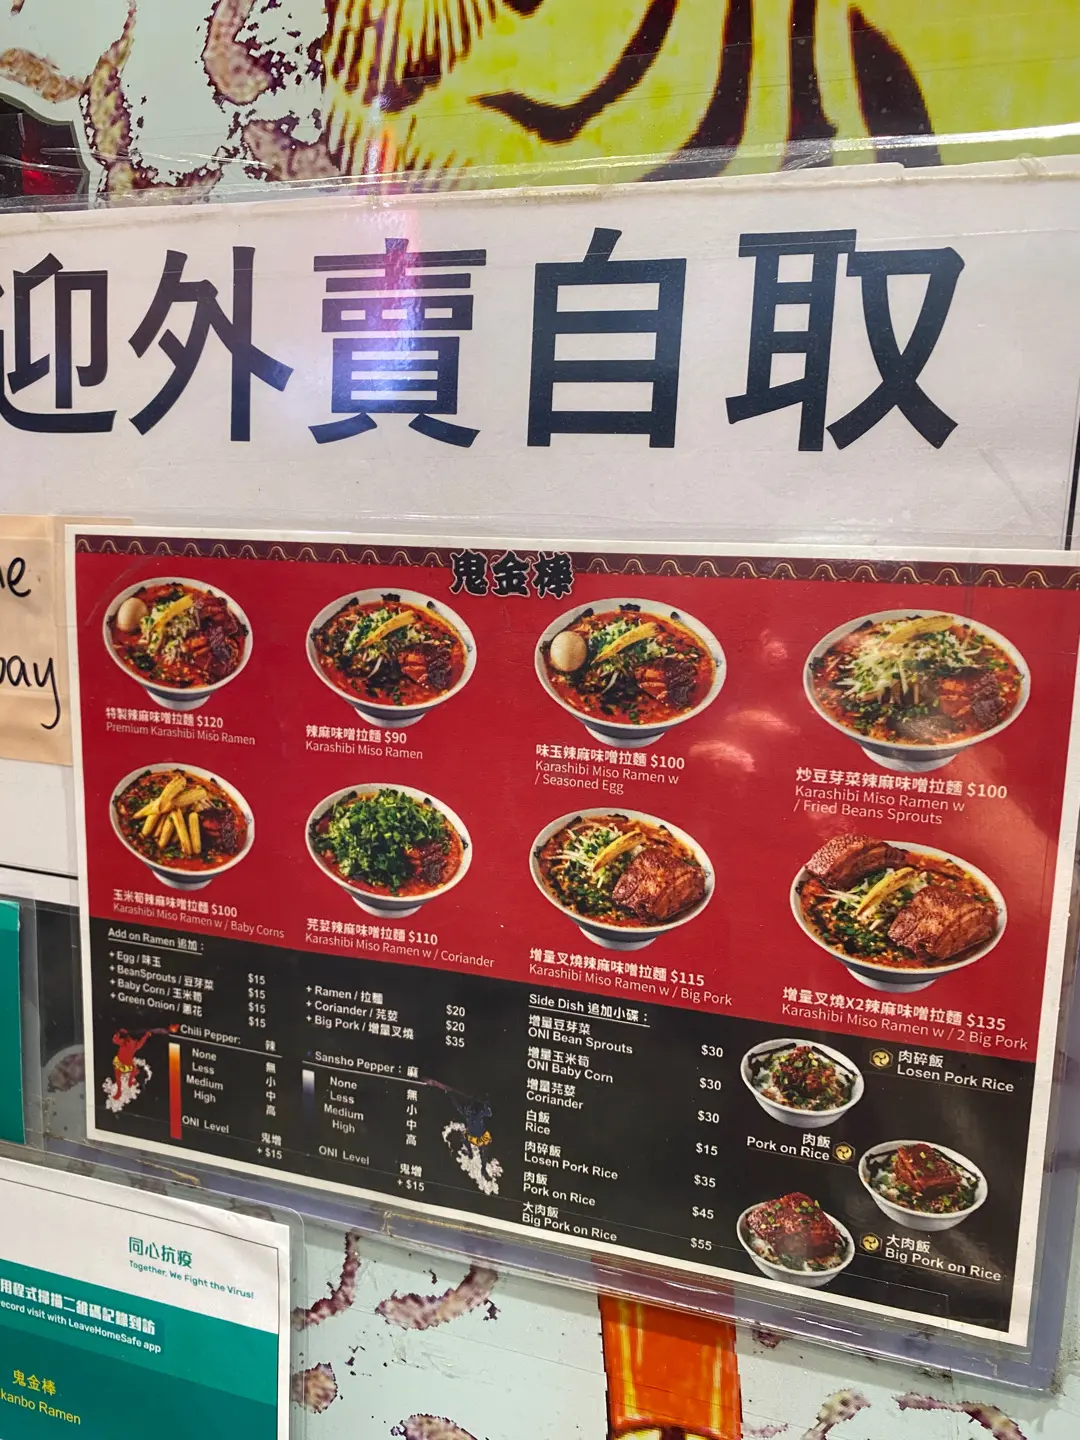 迎外賣自取
鬼金棒
特製辣麻味噌拉麵 $120
Premium Karashibi Miso Ramen
辣麻味噌拉麵 $90
Karashibi Miso Ramen
味玉辣麻味噌拉麵 $100
Karashibi Miso Ramen w
/ Seasoned Egg
炒豆芽菜辣麻味噌拉麵 $100
Karashibi Miso Ramen w
/ Fried Beans Sprouts
玉米筍辣麻味噌拉麵 $100
Karashibi Miso Ramen w / Baby Corns
芫荽辣麻味噌拉麵 $110
Karashibi Miso Ramen w / Coriander
增量叉燒辣麻味噌拉麵 $115
Karashibi Miso Ramen w / Big Pork
增量叉燒X2辣麻味噌拉麵 $135
Karashibi Miso Ramen w / 2 Big Pork
Add on Ramen 追加：
+ Egg / 味玉 $15
+ BeanSprouts / 豆芽菜 $15
+ Baby Corn / 玉米筍 $15
+ Green Onion / 蔥花 $15
+ Ramen / 拉麵 $20
+ Coriander / 芫荽 $20
+ Big Pork / 增量叉燒 $35
Chili Pepper: 辣
None 無
Less 小
Medium 中
High 高
ONI Level 鬼增
+ $15
Sansho Pepper：麻
None 無
Less 小
Medium 中
High 高
ONI Level 鬼增
+ $15
Side Dish 追加小碟：
增量豆芽菜
ONI Bean Sprouts $30
增量玉米筍
ONI Baby Corn $30
增量芫荽
Coriander $30
白飯
Rice $15
肉碎飯
Losen Pork Rice $35
肉飯
Pork on Rice $45
大肉飯
Big Pork on Rice $55
肉碎飯
Losen Pork Rice
肉飯
Pork on Rice
大肉飯
Big Pork on Rice
pay
同心抗疫
Together, We Fight the Virus!
用程式掃描二維碼記錄到訪
record visit with LeaveHomeSafe app
鬼金棒
kanbo Ramen